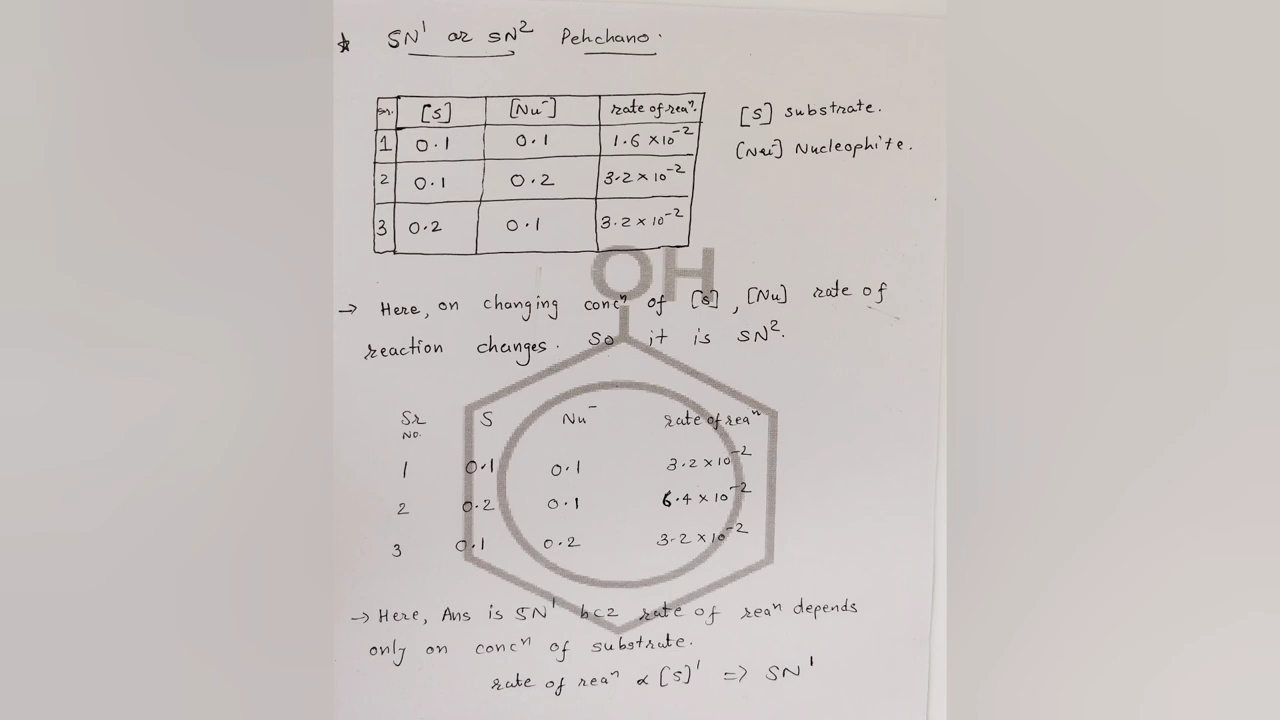 ★ SN¹ or SN² Pehchano.
Sr. [S] [Nu⁻] rate of reaⁿ.
1 0.1 0.1 1.6 ×10⁻²
2 0.1 0.2 3.2 × 10⁻²
3 0.2 0.1 3.2 × 10⁻²
[S] substrate.
[Nu⁻] Nucleophite.
OH
→ Here, on changing concⁿ of [S], [Nu] rate of
reaction changes. So it is SN².
Sr No. S Nu⁻ rate of reaⁿ
1 0.1 0.1 3.2 × 10⁻²
2 0.2 0.1 6.4 × 10⁻²
3 0.1 0.2 3.2 × 10⁻²
→ Here, Ans is SN¹ bcz rate of reaⁿ depends
only on concⁿ of substrate.
rate of reaⁿ ∝ [S]¹ => SN¹